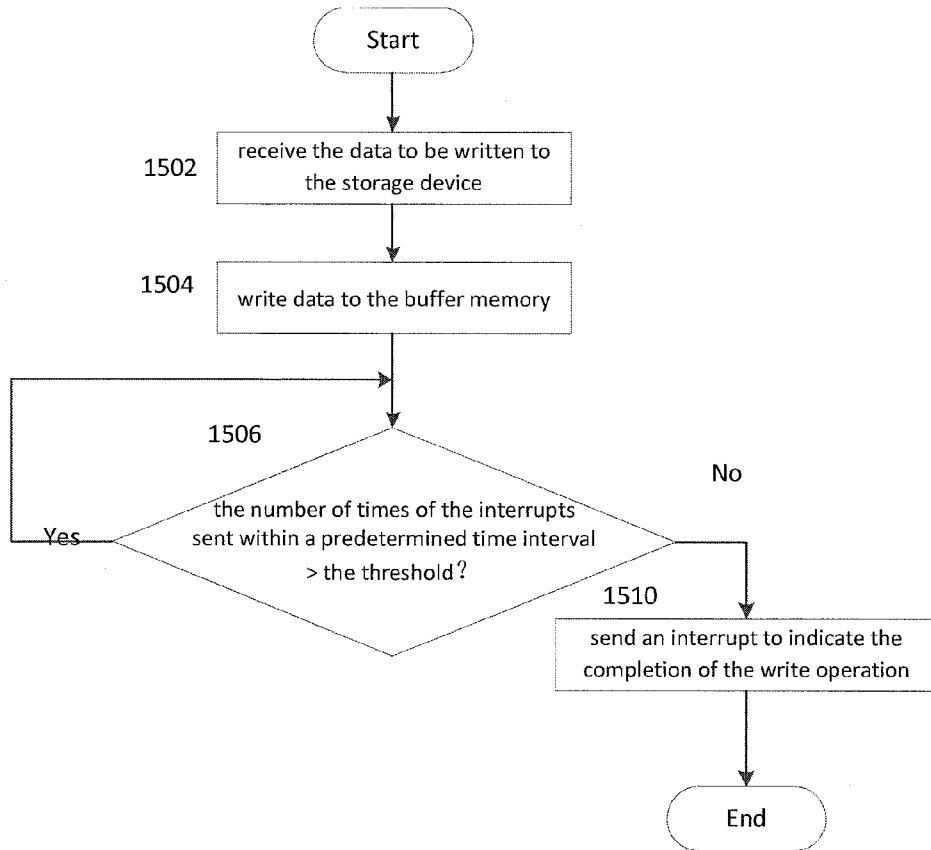 Start
1502
receive the data to be written to
the storage device
1504
write data to the buffer memory
1506
the number of times of the interrupts
sent within a predetermined time interval
> the threshold?
Yes
No
1510
send an interrupt to indicate the
completion of the write operation
End